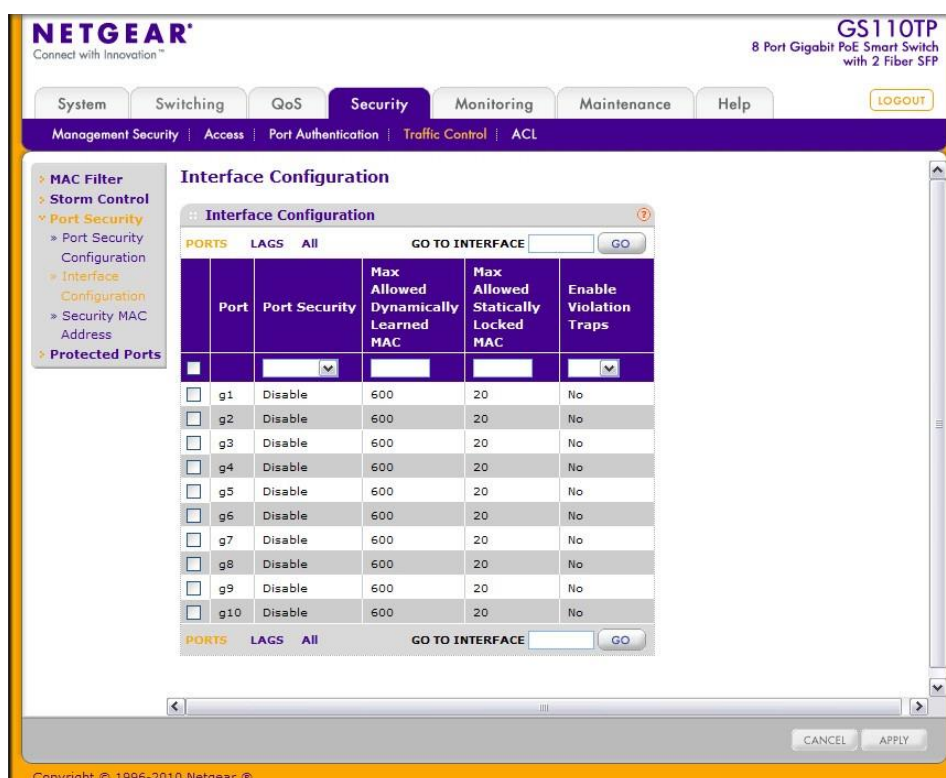 NETGEAR®
Connect with Innovation™
GS110TP
8 Port Gigabit PoE Smart Switch
with 2 Fiber SFP
System Switching QoS Security Monitoring Maintenance Help LOGOUT
Management Security | Access | Port Authentication | Traffic Control | ACL
MAC Filter
Storm Control
Port Security
» Port Security
Configuration
» Interface
Configuration
» Security MAC
Address
Protected Ports
Interface Configuration
Interface Configuration ?
PORTS LAGS All GO TO INTERFACE GO
Port Port Security Max Allowed Dynamically Learned MAC Max Allowed Statically Locked MAC Enable Violation Traps
g1 Disable 600 20 No
g2 Disable 600 20 No
g3 Disable 600 20 No
g4 Disable 600 20 No
g5 Disable 600 20 No
g6 Disable 600 20 No
g7 Disable 600 20 No
g8 Disable 600 20 No
g9 Disable 600 20 No
g10 Disable 600 20 No
PORTS LAGS All GO TO INTERFACE GO
CANCEL APPLY
Copyright © 1996-2010 Netgear ®